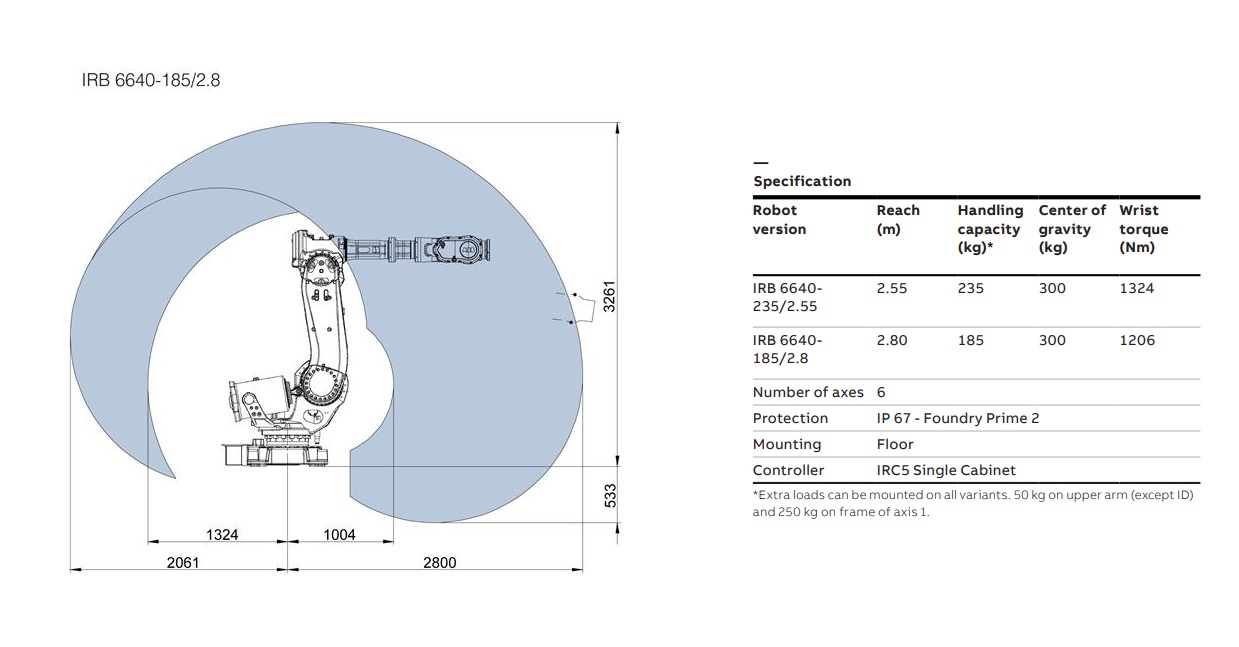 IRB 6640-185/2.8
3261
533
1324
1004
2061
2800
—
Specification
Robot version
Reach (m)
Handling capacity (kg)*
Center of gravity (kg)
Wrist torque (Nm)
IRB 6640-235/2.55
2.55
235
300
1324
IRB 6640-185/2.8
2.80
185
300
1206
Number of axes 6
Protection IP 67 - Foundry Prime 2
Mounting Floor
Controller IRC5 Single Cabinet
*Extra loads can be mounted on all variants. 50 kg on upper arm (except ID)
and 250 kg on frame of axis 1.